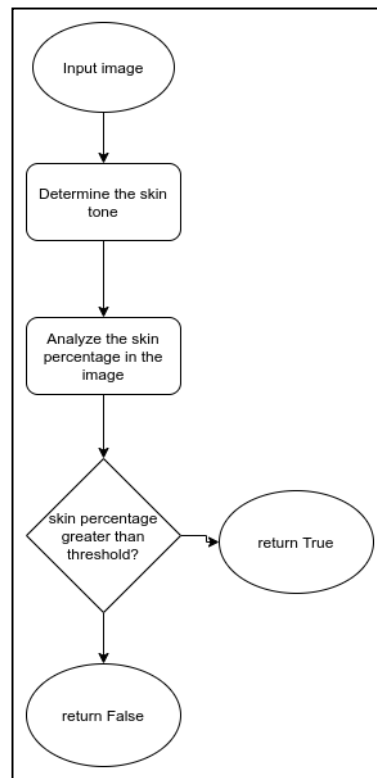 Input image
Determine the skin
tone
Analyze the skin
percentage in the
image
skin percentage
greater than
threshold?
return True
return False